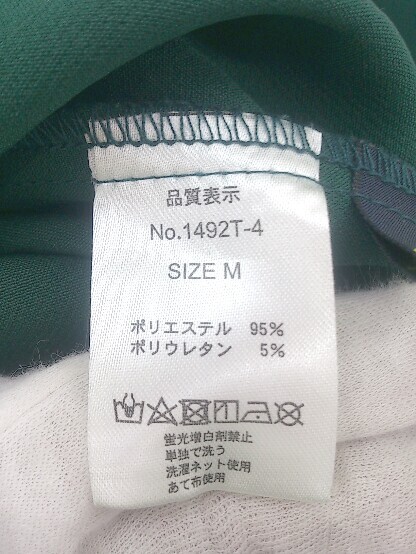 品質表示
No.1492T-4
SIZE M
ポリエステル 95%
ポリウレタン 5%
蛍光増白剤禁止
単独で洗う
洗濯ネット使用
あて布使用